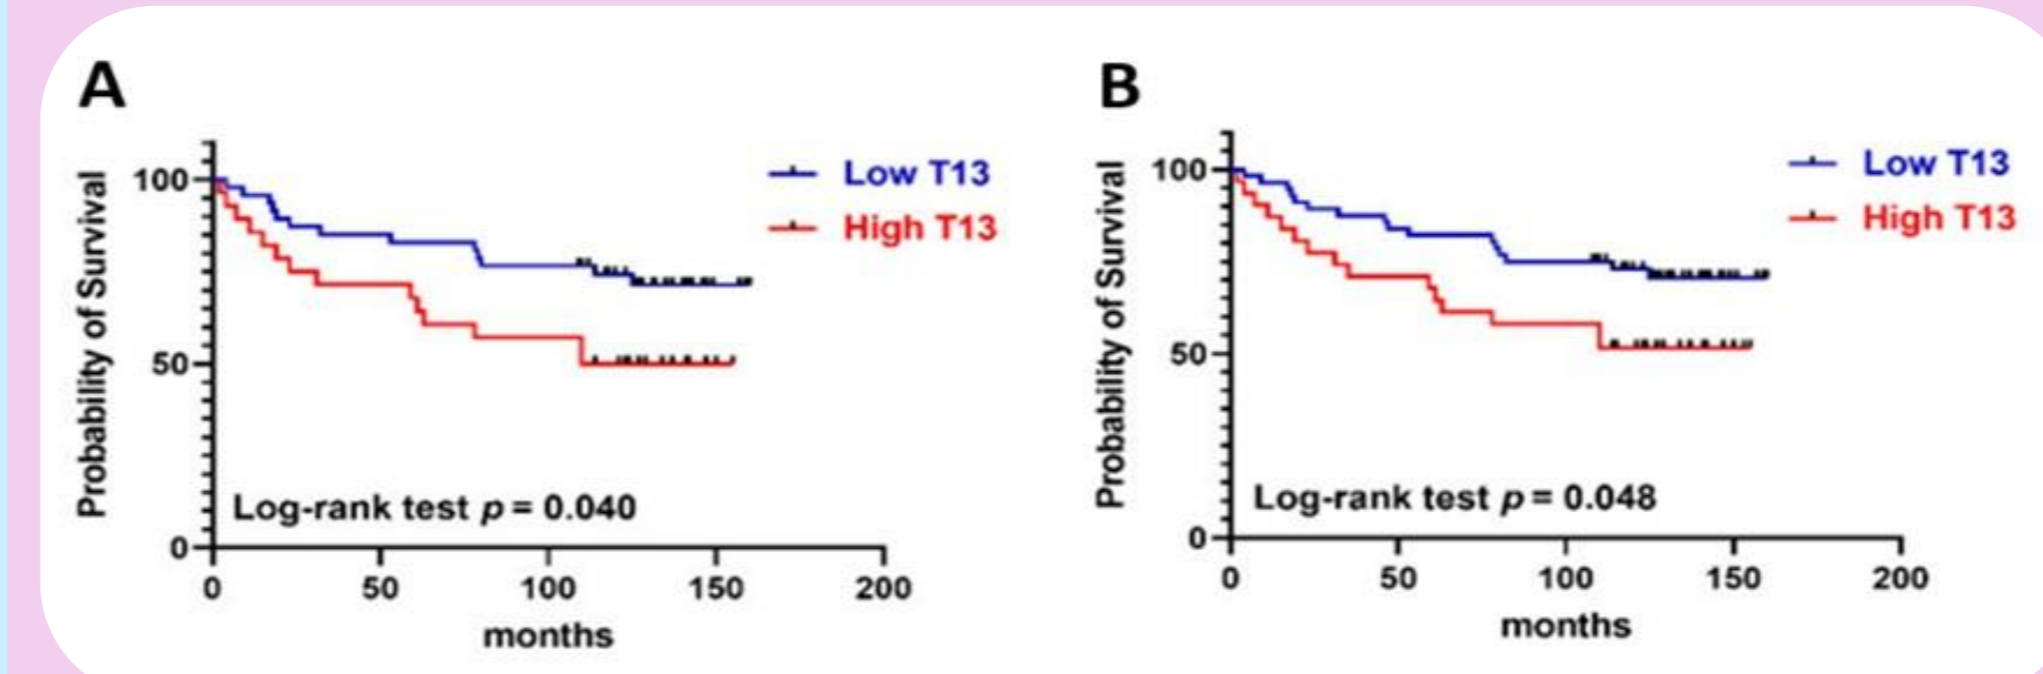 A
Probability of Survival
100
50
0
0 50 100 150 200
months
Low T13
High T13
Log-rank test p = 0.040
B
Probability of Survival
100
50
0
0 50 100 150 200
months
Low T13
High T13
Log-rank test p = 0.048